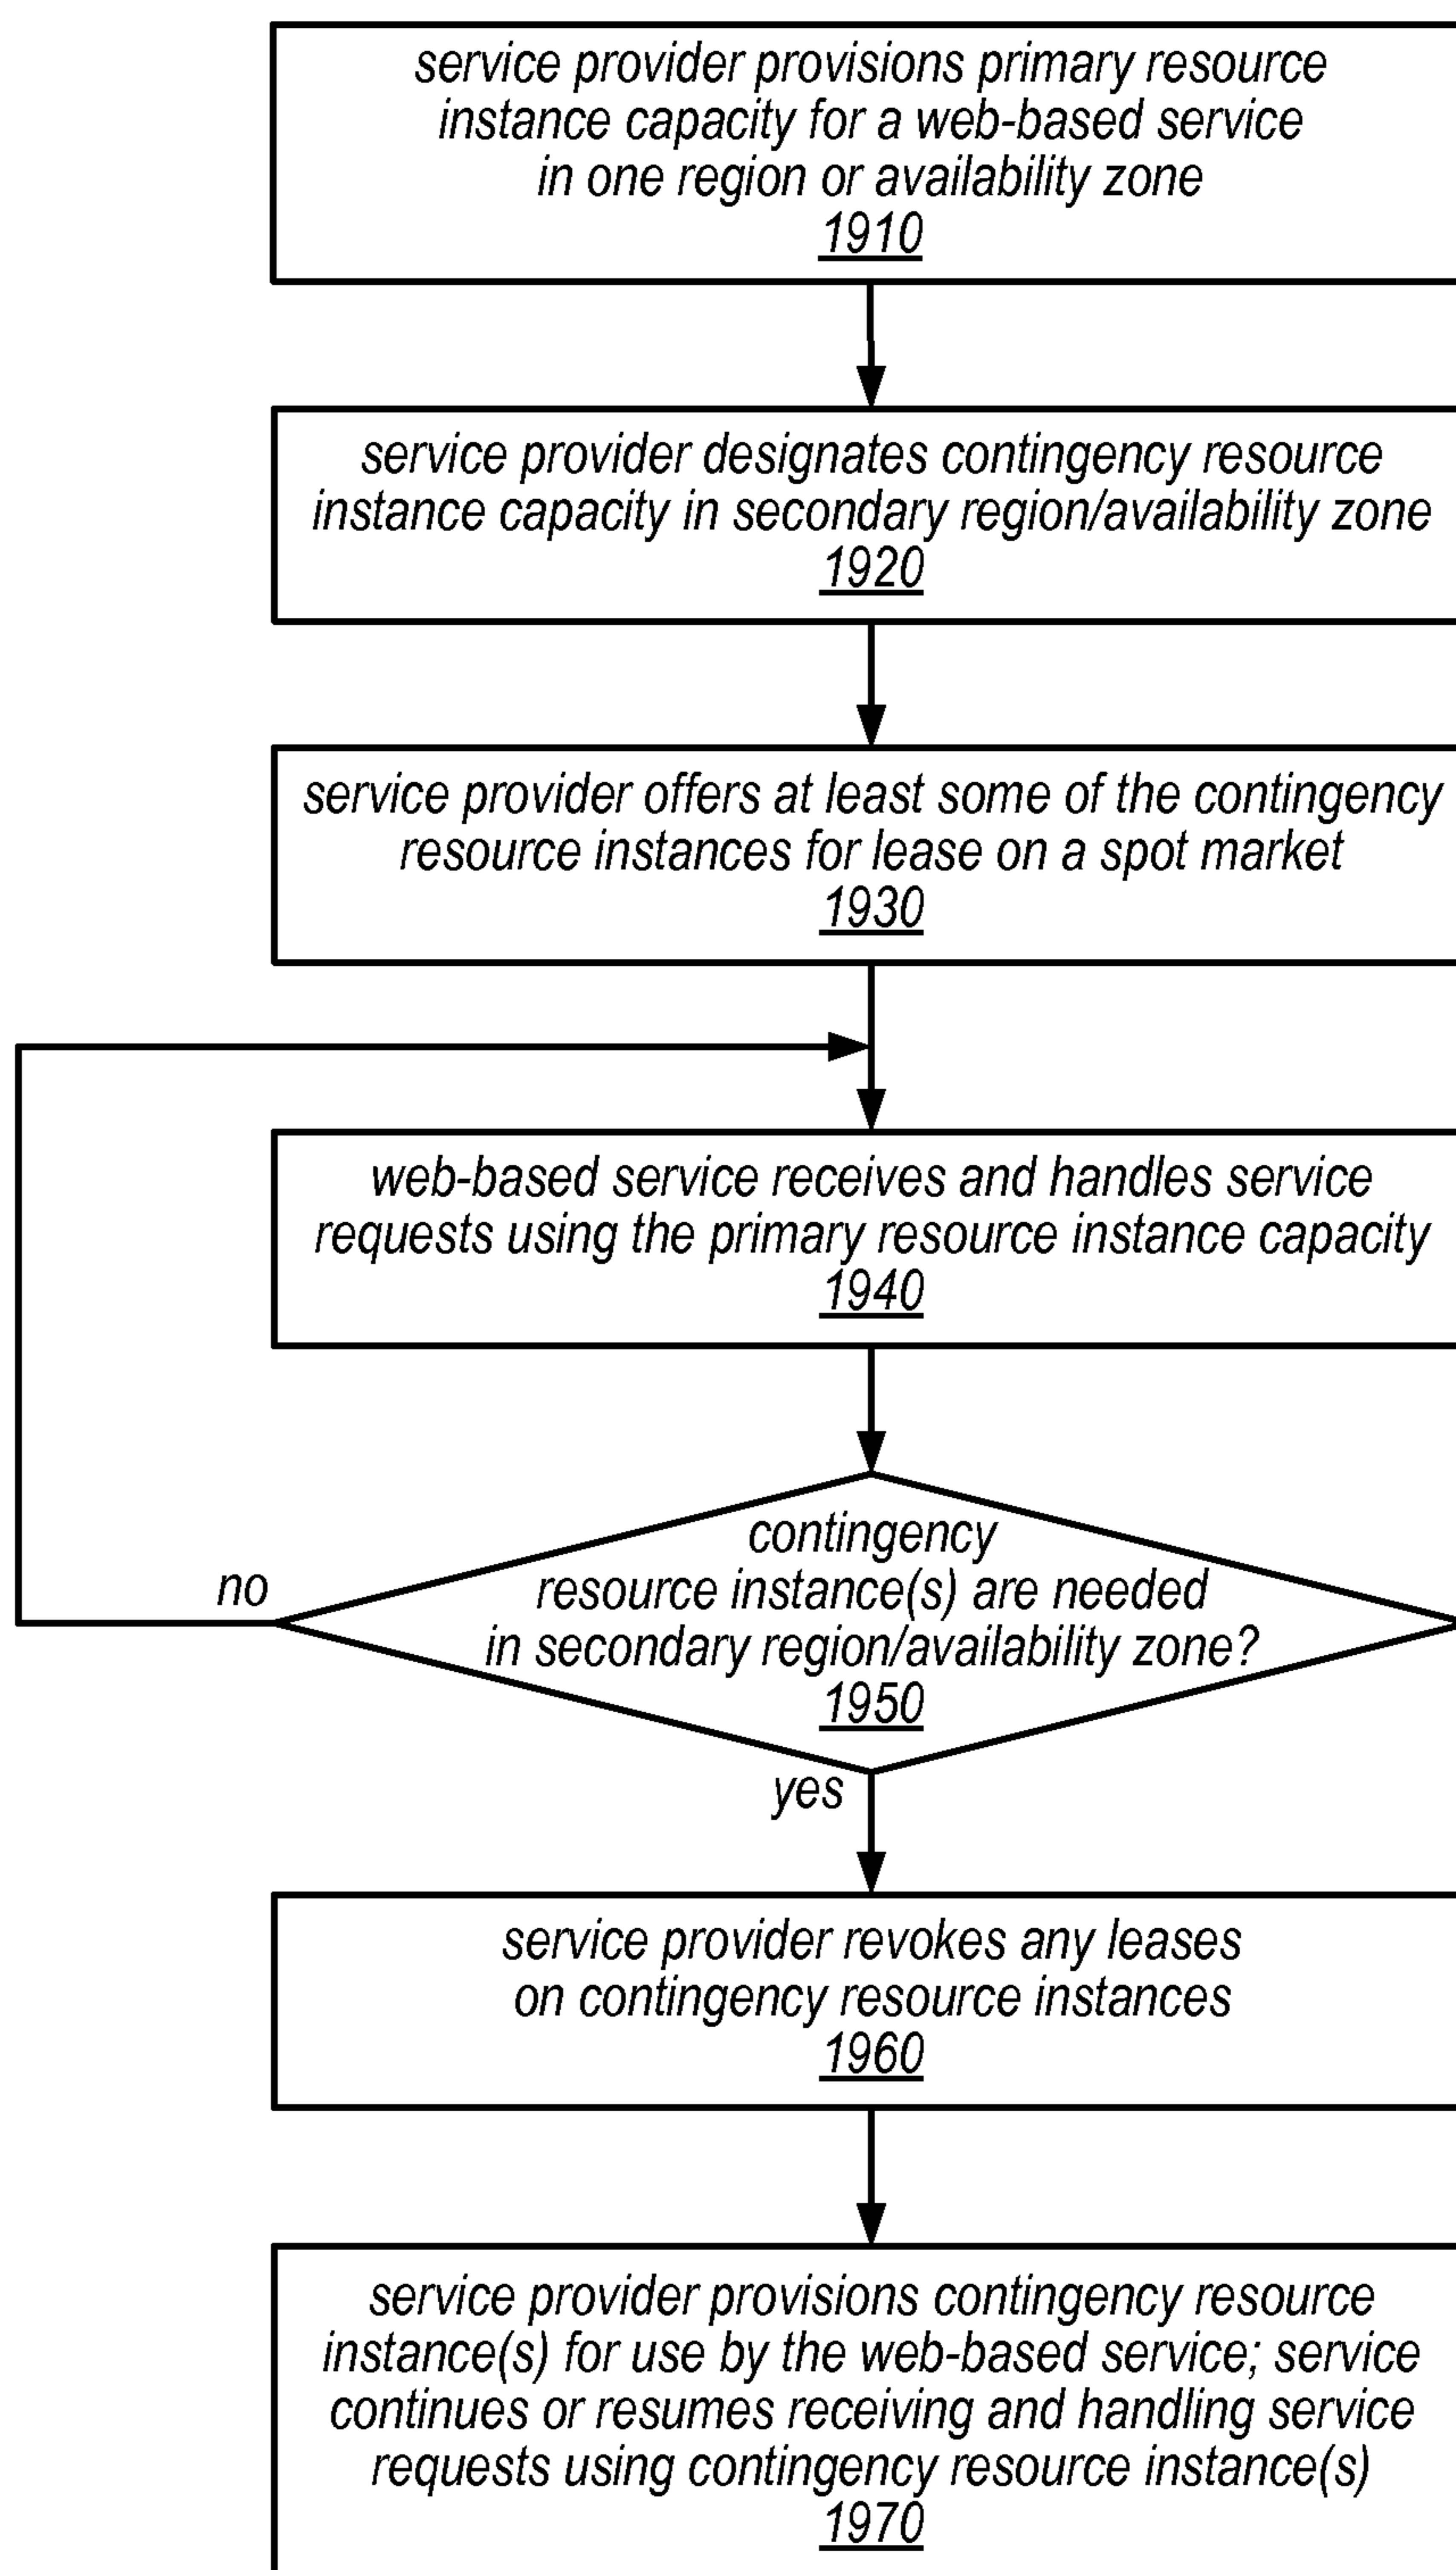 service provider provisions primary resource
instance capacity for a web-based service
in one region or availability zone
1910
service provider designates contingency resource
instance capacity in secondary region/availability zone
1920
service provider offers at least some of the contingency
resource instances for lease on a spot market
1930
web-based service receives and handles service
requests using the primary resource instance capacity
1940
contingency
resource instance(s) are needed
in secondary region/availability zone?
1950
no
yes
service provider revokes any leases
on contingency resource instances
1960
service provider provisions contingency resource
instance(s) for use by the web-based service; service
continues or resumes receiving and handling service
requests using contingency resource instance(s)
1970